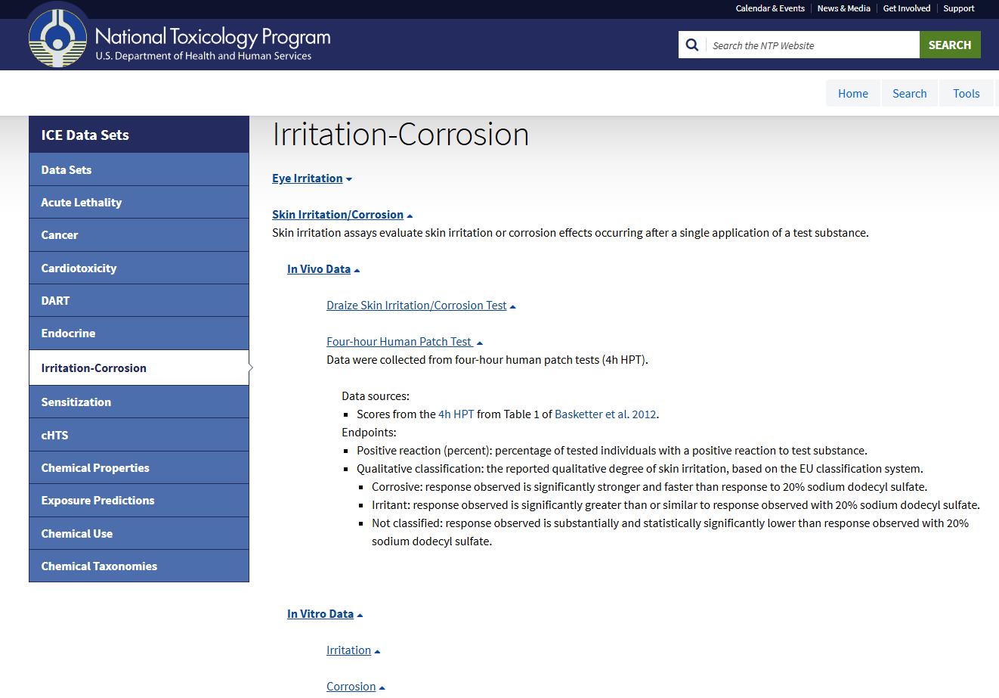 Calendar & Events
News & Media
Get Involved
Support
National Toxicology Program
U.S. Department of Health and Human Services
Search the NTP Website
SEARCH
Home
Search
Tools
ICE Data Sets
Data Sets
Acute Lethality
Cancer
Cardiotoxicity
DART
Endocrine
Irritation-Corrosion
Sensitization
cHTS
Chemical Properties
Exposure Predictions
Chemical Use
Chemical Taxonomies
Irritation-Corrosion
Eye Irritation
Skin Irritation/Corrosion
Skin irritation assays evaluate skin irritation or corrosion effects occurring after a single application of a test substance.
In Vivo Data
Draize Skin Irritation/Corrosion Test
Four-hour Human Patch Test
Data were collected from four-hour human patch tests (4h HPT).
Data sources:
Scores from the 4h HPT from Table 1 of Basketter et al. 2012.
Endpoints:
Positive reaction (percent): percentage of tested individuals with a positive reaction to test substance.
Qualitative classification: the reported qualitative degree of skin irritation, based on the EU classification system.
Corrosive: response observed is significantly stronger and faster than response to 20% sodium dodecyl sulfate.
Irritant: response observed is significantly greater than or similar to response observed with 20% sodium dodecyl sulfate.
Not classified: response observed is substantially and statistically significantly lower than response observed with 20%
sodium dodecyl sulfate.
In Vitro Data
Irritation
Corrosion